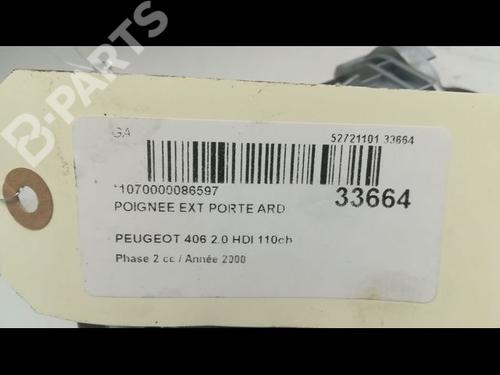 B-PARTS
GA
52721101 33664
*1070000086597
33664
POIGNEE EXT PORTE ARD
PEUGEOT 406 2.0 HDI 110ch
Phase 2 cc / Année 2000